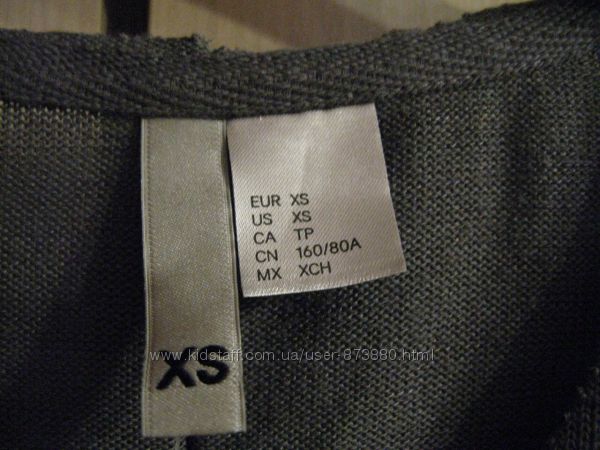 EUR XS
US XS
CA TP
CN 160/80A
MX XCH
XS
www.kidstaff.com.ua/user-873880.html